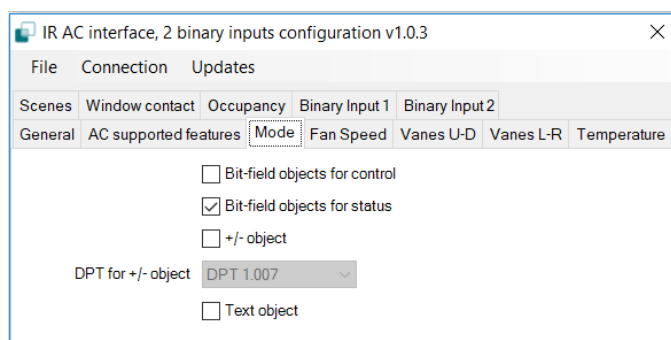 IR AC interface, 2 binary inputs configuration v1.0.3
File Connection Updates
Scenes Window contact Occupancy Binary Input 1 Binary Input 2
General AC supported features Mode Fan Speed Vanes U-D Vanes L-R Temperature
Bit-field objects for control
Bit-field objects for status
+/- object
DPT for +/- object DPT 1.007
Text object